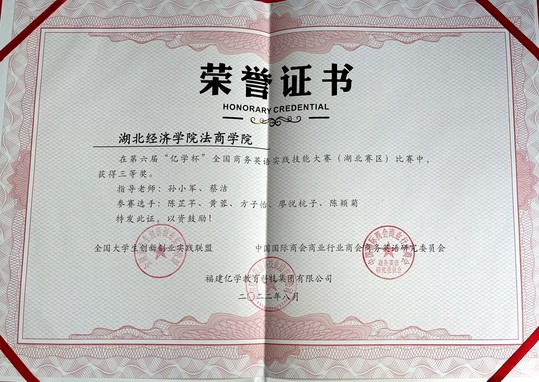 荣誉证书
HONORARY CREDENTIAL
湖北经济学院法商学院
在第六届“亿学杯”全国商务英语实践技能大赛（湖北赛区）比赛中，
获得三等奖。
指导老师：孙小军、蔡洁
参赛选手：陈芷芊、黄蓉、方子怡、廖悦杭子、陈颖菊
特发此证，以资鼓励！
全国大学生创新创业实践联盟 中国国际商会商业行业商会商务英语研究委员会
福建亿学教育科技集团有限公司
二〇二二年八月